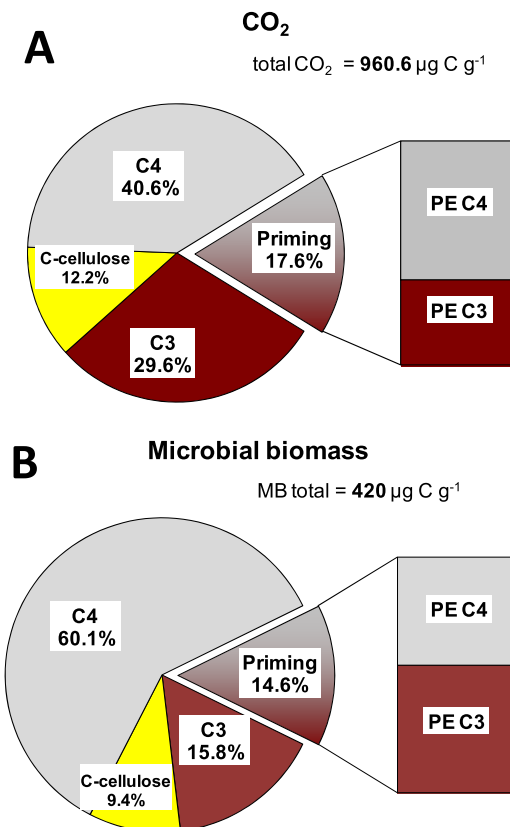 A
CO₂
total CO₂ = 960.6 µg C g⁻¹
C4
40.6%
PE C4
Priming
17.6%
C-cellulose
12.2%
PE C3
C3
29.6%
B
Microbial biomass
MB total = 420 µg C g⁻¹
C4
60.1%
PE C4
Priming
14.6%
C3
15.8%
PE C3
C-cellulose
9.4%